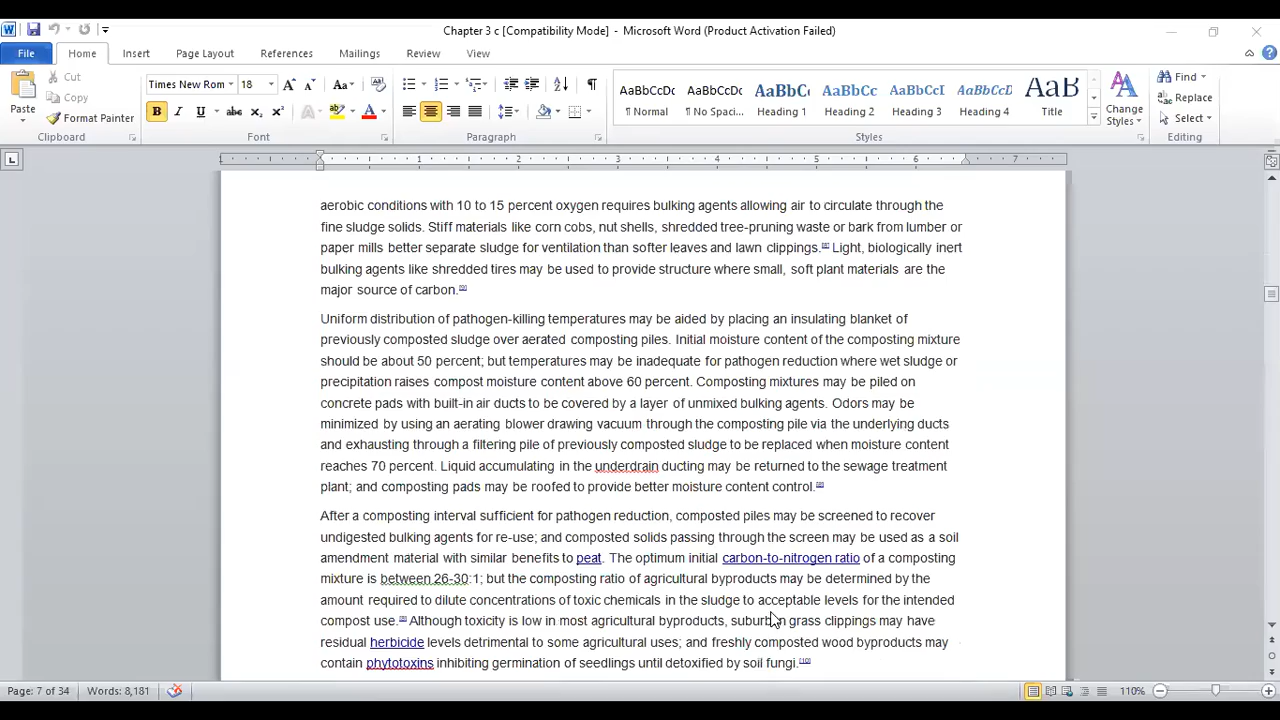 Chapter 3 c [Compatibility Mode] - Microsoft Word (Product Activation Failed)
File Home Insert Page Layout References Mailings Review View
Paste
Cut
Copy
Format Painter
Clipboard
Times New Rom 18
Font
Paragraph
AaBbCcDc AaBbCcDc AaBbC AaBbCc AaBbCcI AaBbCcD AaB
¶ Normal ¶ No Spaci... Heading 1 Heading 2 Heading 3 Heading 4 Title
Change Styles
Styles
Find
Replace
Select
Editing
1 1 2 3 4 5 6 7
aerobic conditions with 10 to 15 percent oxygen requires bulking agents allowing air to circulate through the
fine sludge solids. Stiff materials like corn cobs, nut shells, shredded tree-pruning waste or bark from lumber or
paper mills better separate sludge for ventilation than softer leaves and lawn clippings. Light, biologically inert
bulking agents like shredded tires may be used to provide structure where small, soft plant materials are the
major source of carbon.
Uniform distribution of pathogen-killing temperatures may be aided by placing an insulating blanket of
previously composted sludge over aerated composting piles. Initial moisture content of the composting mixture
should be about 50 percent; but temperatures may be inadequate for pathogen reduction where wet sludge or
precipitation raises compost moisture content above 60 percent. Composting mixtures may be piled on
concrete pads with built-in air ducts to be covered by a layer of unmixed bulking agents. Odors may be
minimized by using an aerating blower drawing vacuum through the composting pile via the underlying ducts
and exhausting through a filtering pile of previously composted sludge to be replaced when moisture content
reaches 70 percent. Liquid accumulating in the underdrain ducting may be returned to the sewage treatment
plant; and composting pads may be roofed to provide better moisture content control.
After a composting interval sufficient for pathogen reduction, composted piles may be screened to recover
undigested bulking agents for re-use; and composted solids passing through the screen may be used as a soil
amendment material with similar benefits to peat. The optimum initial carbon-to-nitrogen ratio of a composting
mixture is between 26-30:1; but the composting ratio of agricultural byproducts may be determined by the
amount required to dilute concentrations of toxic chemicals in the sludge to acceptable levels for the intended
compost use. Although toxicity is low in most agricultural byproducts, suburban grass clippings may have
residual herbicide levels detrimental to some agricultural uses; and freshly composted wood byproducts may
contain phytotoxins inhibiting germination of seedlings until detoxified by soil fungi.[10]
Page: 7 of 34 Words: 8,181 110%